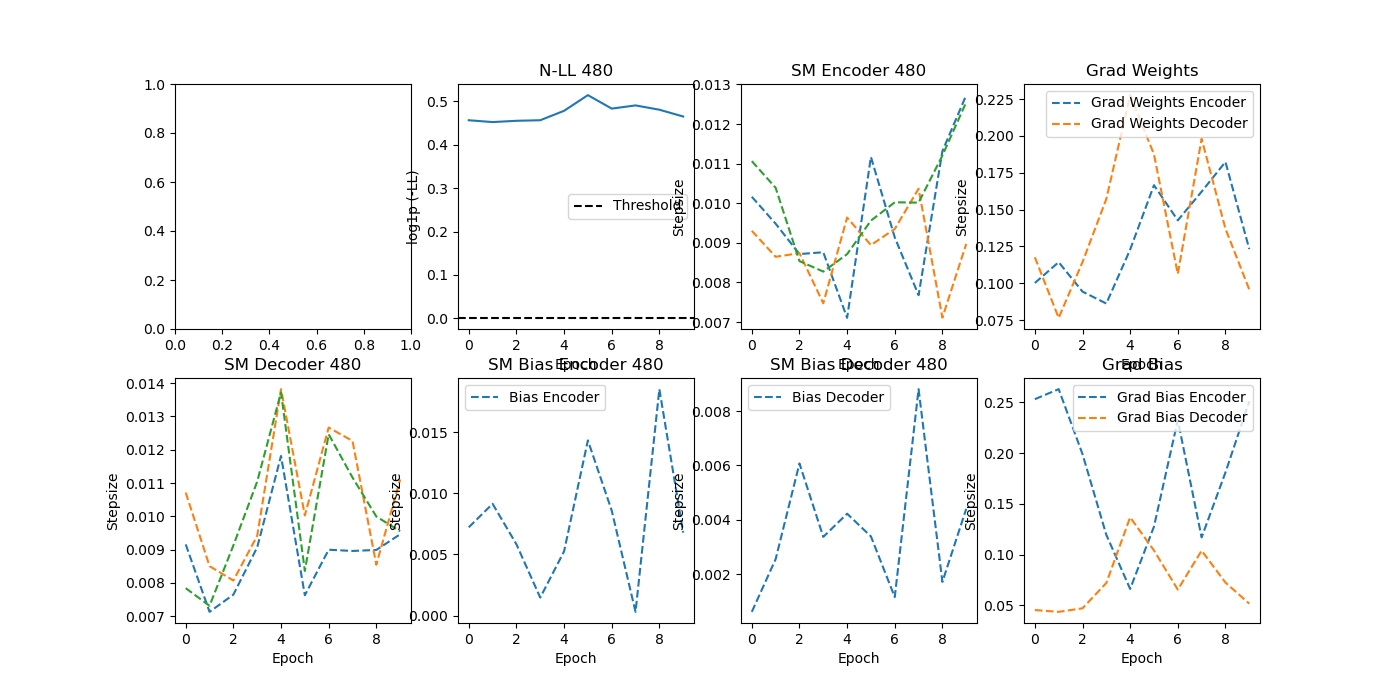 N-LL 480
SM Encoder 480
Grad Weights
1.0
0.8
0.6
0.4
0.2
0.0
0.0 0.2 0.4 0.6 0.8 1.0
log1p (-LL)
0.5
0.4
0.3
0.2
0.1
0.0
Threshold
0 2 4 6 8
Epoch
Stepsize
0.013
0.012
0.011
0.010
0.009
0.008
0.007
0 2 4 6 8
Epoch
Stepsize
0.225
0.200
0.175
0.150
0.125
0.100
0.075
Grad Weights Encoder
Grad Weights Decoder
0 2 4 6 8
Epoch
SM Decoder 480
SM Bias Encoder 480
SM Bias Decoder 480
Grad Bias
Stepsize
0.014
0.013
0.012
0.011
0.010
0.009
0.008
0.007
0 2 4 6 8
Epoch
Stepsize
0.015
0.010
0.005
0.000
Bias Encoder
0 2 4 6 8
Epoch
Stepsize
0.008
0.006
0.004
0.002
Bias Decoder
0 2 4 6 8
Epoch
Stepsize
0.25
0.20
0.15
0.10
0.05
Grad Bias Encoder
Grad Bias Decoder
0 2 4 6 8
Epoch